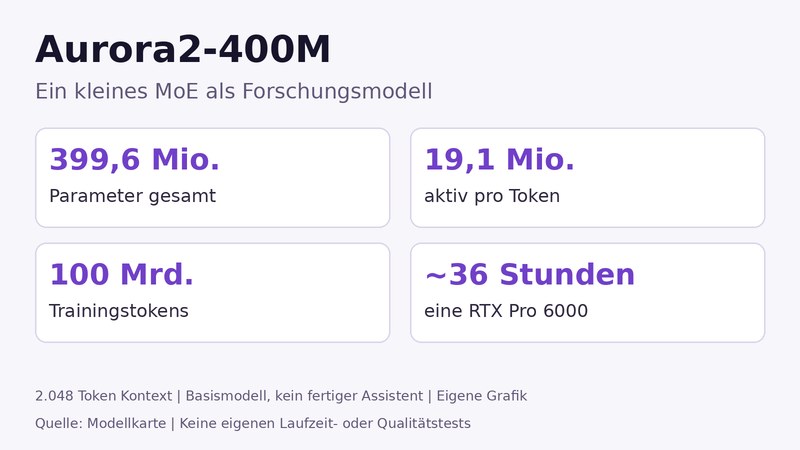 Aurora2-400M
Ein kleines MoE als Forschungsmodell
399,6 Mio.
Parameter gesamt
19,1 Mio.
aktiv pro Token
100 Mrd.
Trainingstokens
~36 Stunden
eine RTX Pro 6000
2.048 Token Kontext | Basismodell, kein fertiger Assistent | Eigene Grafik
Quelle: Modellkarte | Keine eigenen Laufzeit- oder Qualitätstests